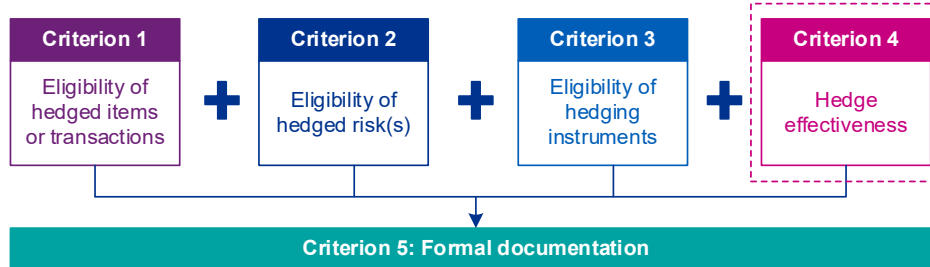 Criterion 1
Eligibility of
hedged items
or transactions
Criterion 2
Eligibility of
hedged risk(s)
Criterion 3
Eligibility of
hedging
instruments
Criterion 4
Hedge
effectiveness
Criterion 5: Formal documentation